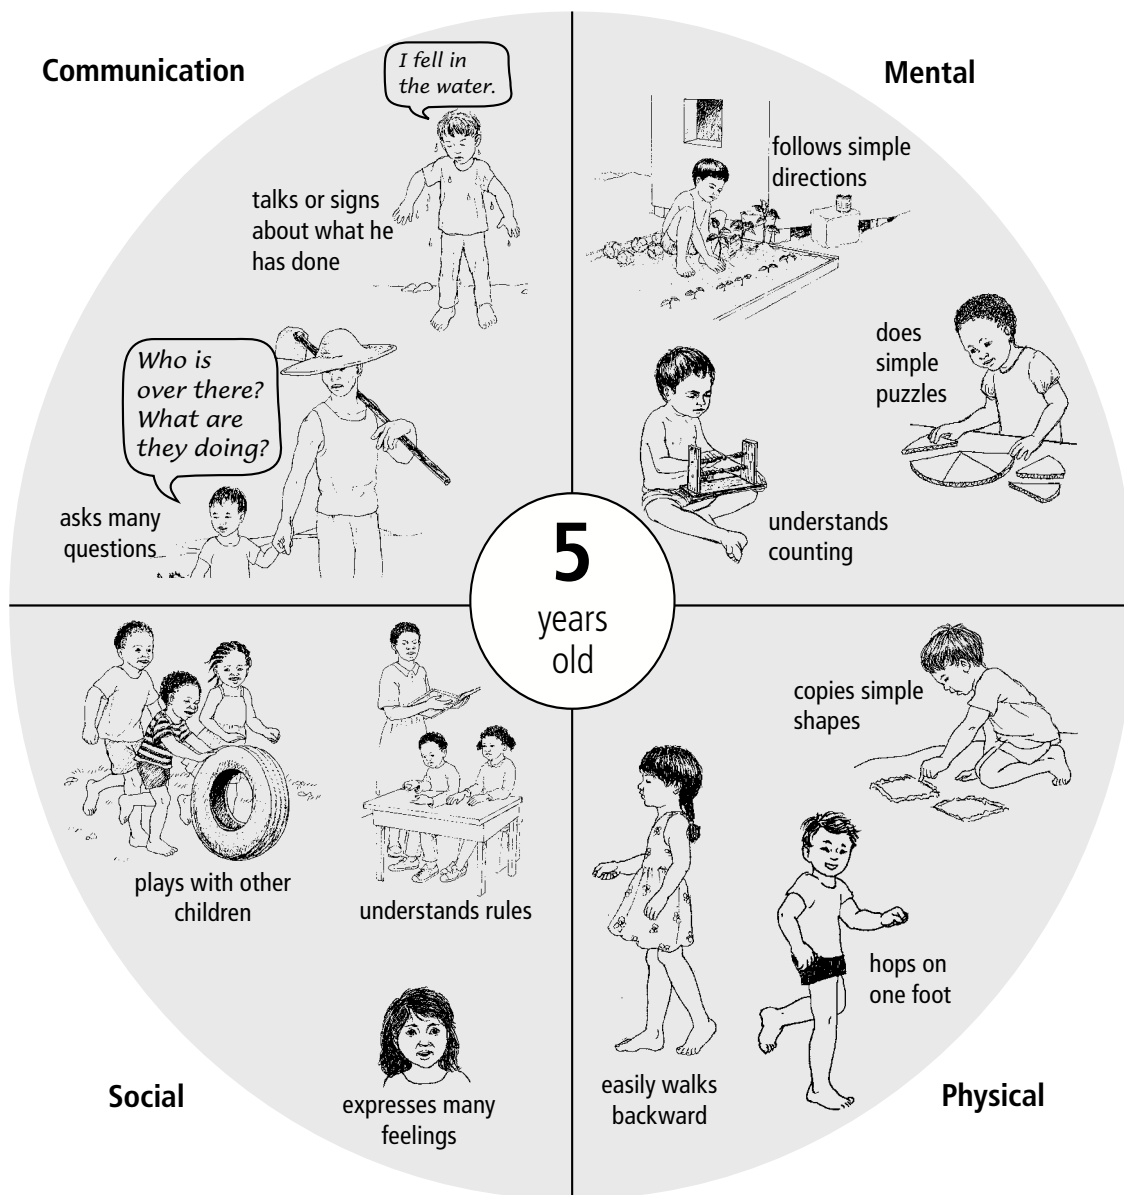 Communication
I fell in
the water.
talks or signs
about what he
has done
Who is
over there?
What are
they doing?
asks many
questions
Mental
follows simple
directions
does
simple
puzzles
understands
counting
5
years
old
plays with other
children
understands rules
Social
expresses many
feelings
copies simple
shapes
hops on
one foot
easily walks
backward
Physical